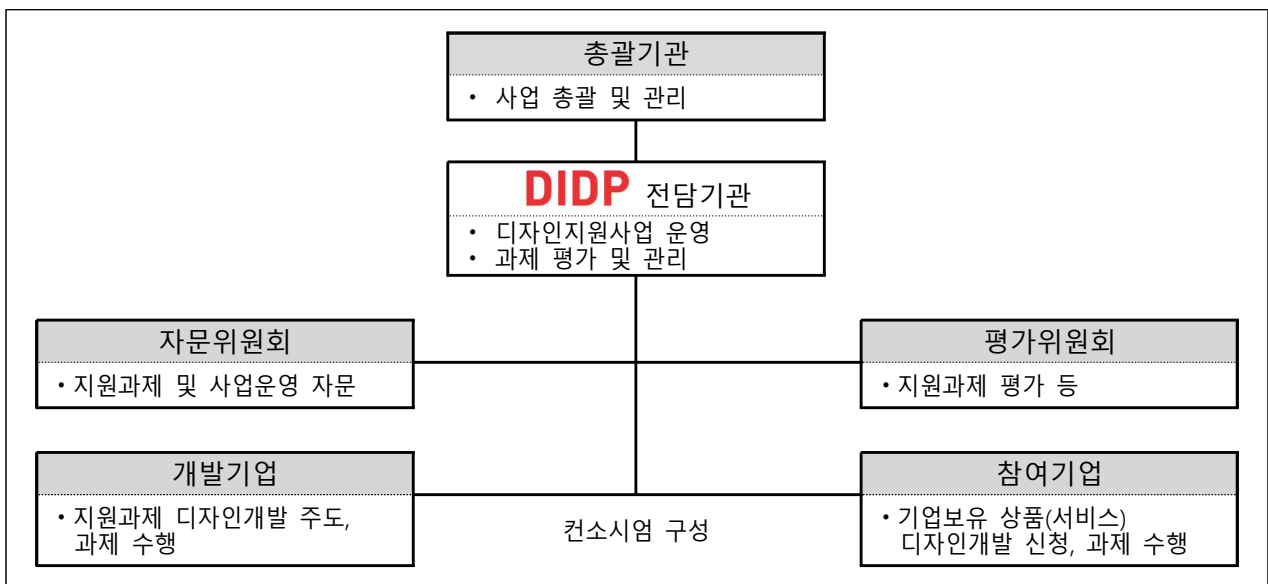 총괄기관
• 사업 총괄 및 관리
DIDP 전담기관
• 디자인지원사업 운영
• 과제 평가 및 관리
자문위원회
• 지원과제 및 사업운영 자문
평가위원회
• 지원과제 평가 등
개발기업
• 지원과제 디자인개발 주도,
과제 수행
컨소시엄 구성
참여기업
• 기업보유 상품(서비스)
디자인개발 신청, 과제 수행